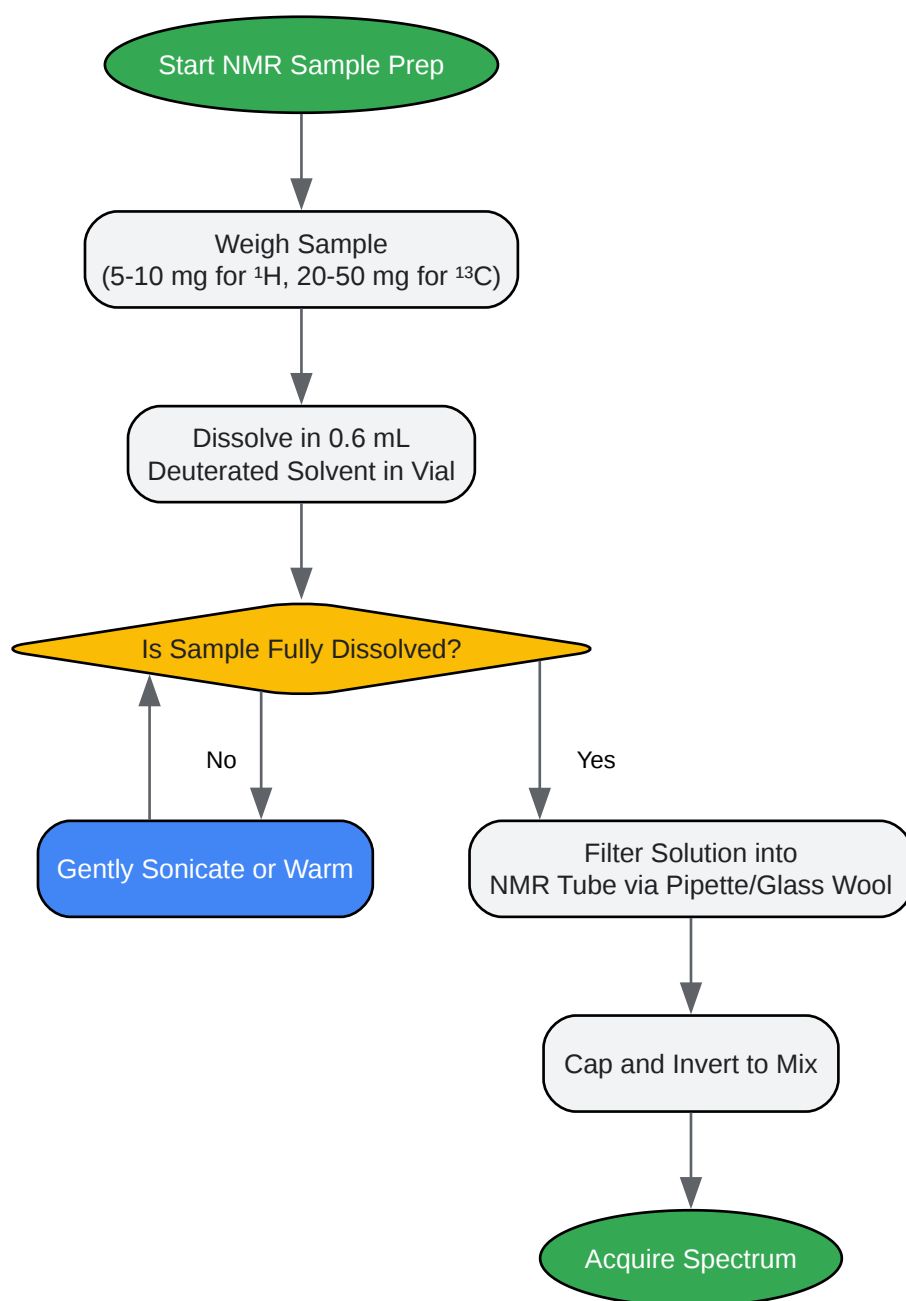 Start NMR Sample Prep
Weigh Sample
(5-10 mg for ¹H, 20-50 mg for ¹³C)
Dissolve in 0.6 mL
Deuterated Solvent in Vial
Is Sample Fully Dissolved?
No
Yes
Gently Sonicate or Warm
Filter Solution into
NMR Tube via Pipette/Glass Wool
Cap and Invert to Mix
Acquire Spectrum